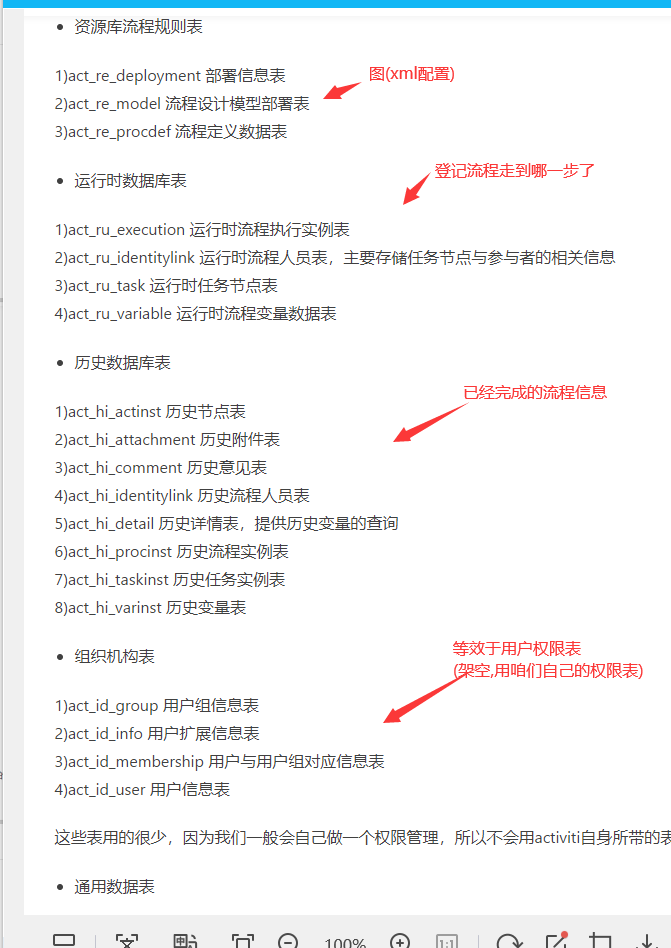 • 资源库流程规则表
1)act_re_deployment 部署信息表
图(xml配置)
2)act_re_model 流程设计模型部署表
3)act_re_procdef 流程定义数据表
• 运行时数据库表
登记流程走到哪一步了
1)act_ru_execution 运行时流程执行实例表
2)act_ru_identitylink 运行时流程人员表，主要存储任务节点与参与者的相关信息
3)act_ru_task 运行时任务节点表
4)act_ru_variable 运行时流程变量数据表
• 历史数据库表
已经完成的流程信息
1)act_hi_actinst 历史节点表
2)act_hi_attachment 历史附件表
3)act_hi_comment 历史意见表
4)act_hi_identitylink 历史流程人员表
5)act_hi_detail 历史详情表，提供历史变量的查询
6)act_hi_procinst 历史流程实例表
7)act_hi_taskinst 历史任务实例表
8)act_hi_varinst 历史变量表
• 组织机构表
等效于用户权限表
(架空,用咱们自己的权限表)
1)act_id_group 用户组信息表
2)act_id_info 用户扩展信息表
3)act_id_membership 用户与用户组对应信息表
4)act_id_user 用户信息表
这些表用的很少，因为我们一般会自己做一个权限管理，所以不会用activiti自身所带的表
• 通用数据表
100%
1:1